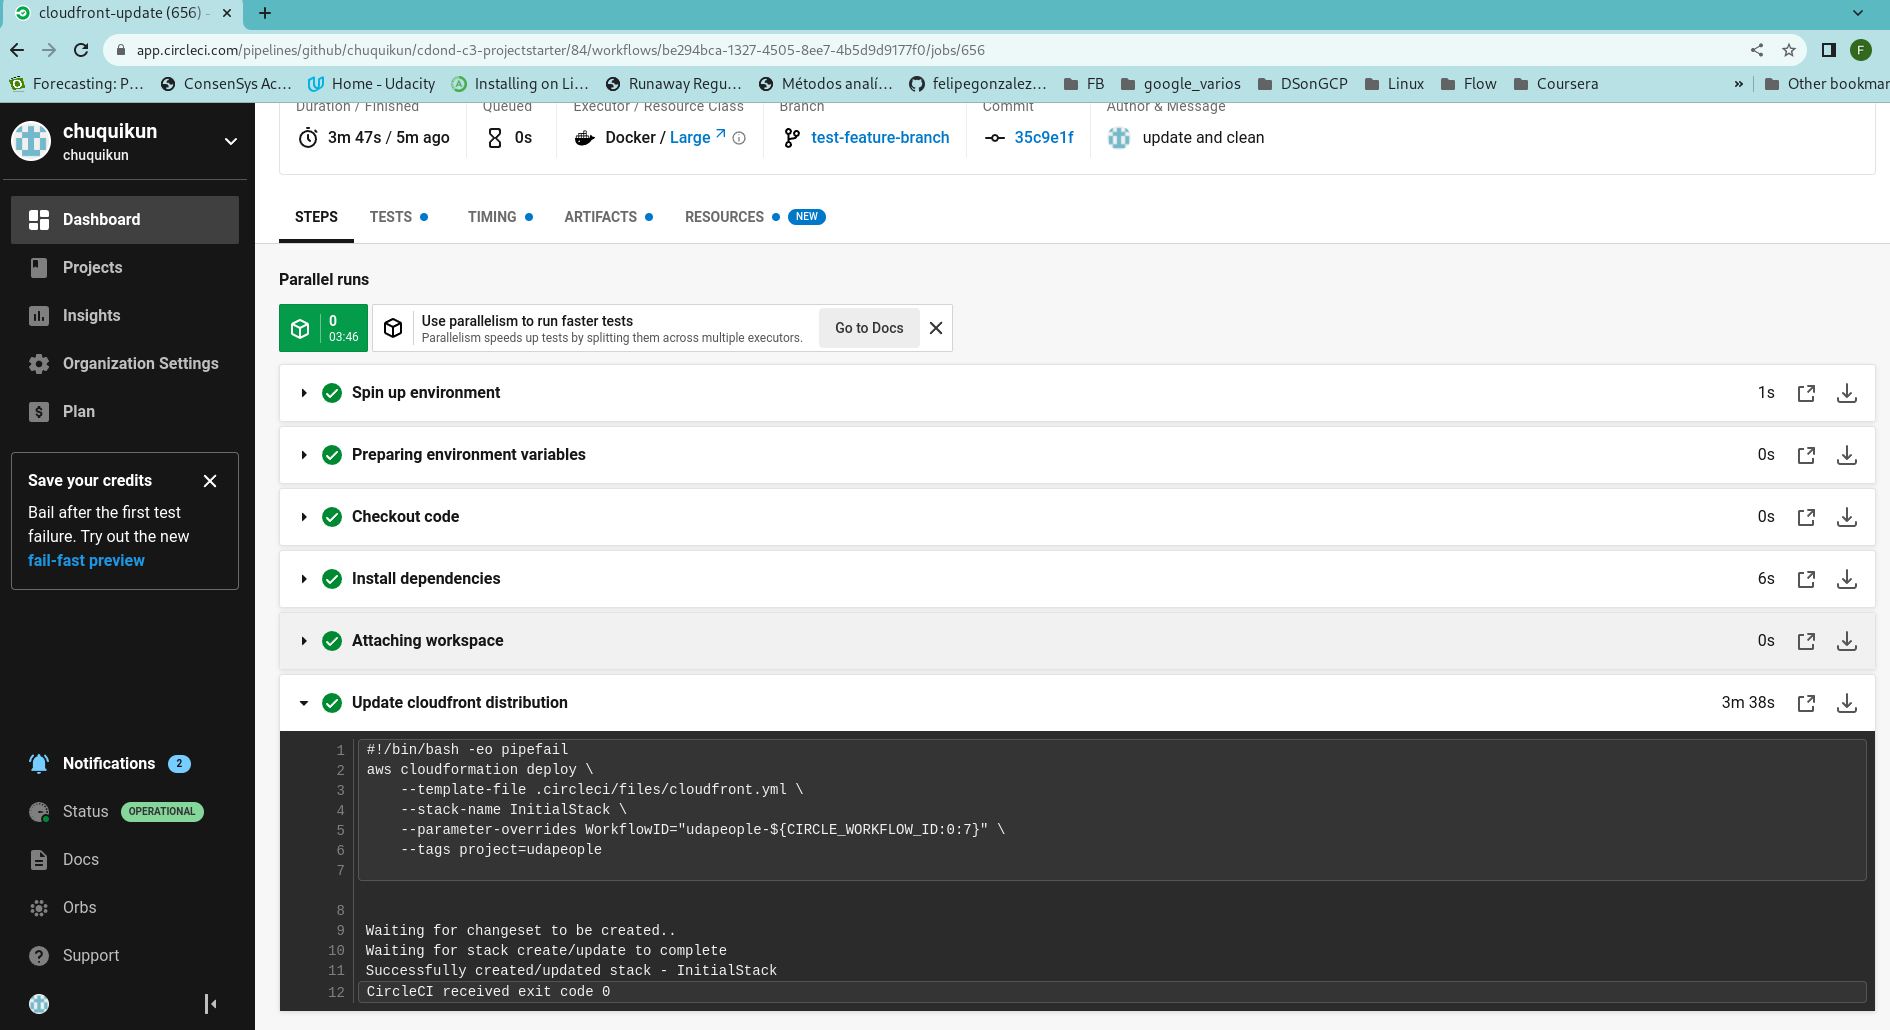 cloudfront-update (656) -
app.circleci.com/pipelines/github/chuquikun/cdond-c3-projectstarter/84/workflows/be294bca-1327-4505-8ee7-4b5d9d9177f0/jobs/656
F
Forecasting: P… ConsenSys Ac… Home - Udacity Installing on Li… Runaway Regu… Métodos analí… felipegonzalez… FB google_varios DSonGCP Linux Flow Coursera » Other bookmar
chuquikun
chuquikun
Dashboard
Projects
Insights
Organization Settings
Plan
Save your credits
Bail after the first test
failure. Try out the new
fail-fast preview
Notifications 2
Status OPERATIONAL
Docs
Orbs
Support
Duration / Finished Queued Executor / Resource Class Branch Commit Author & Message
3m 47s / 5m ago 0s Docker / Large test-feature-branch 35c9e1f update and clean
STEPS TESTS TIMING ARTIFACTS RESOURCES NEW
Parallel runs
0
03:46
Use parallelism to run faster tests
Parallelism speeds up tests by splitting them across multiple executors.
Go to Docs
Spin up environment 1s
Preparing environment variables 0s
Checkout code 0s
Install dependencies 6s
Attaching workspace 0s
Update cloudfront distribution 3m 38s
1 #!/bin/bash -eo pipefail
2 aws cloudformation deploy \
3 --template-file .circleci/files/cloudfront.yml \
4 --stack-name InitialStack \
5 --parameter-overrides WorkflowID="udapeople-${CIRCLE_WORKFLOW_ID:0:7}" \
6 --tags project=udapeople
7
8
9 Waiting for changeset to be created..
10 Waiting for stack create/update to complete
11 Successfully created/updated stack - InitialStack
12 CircleCI received exit code 0